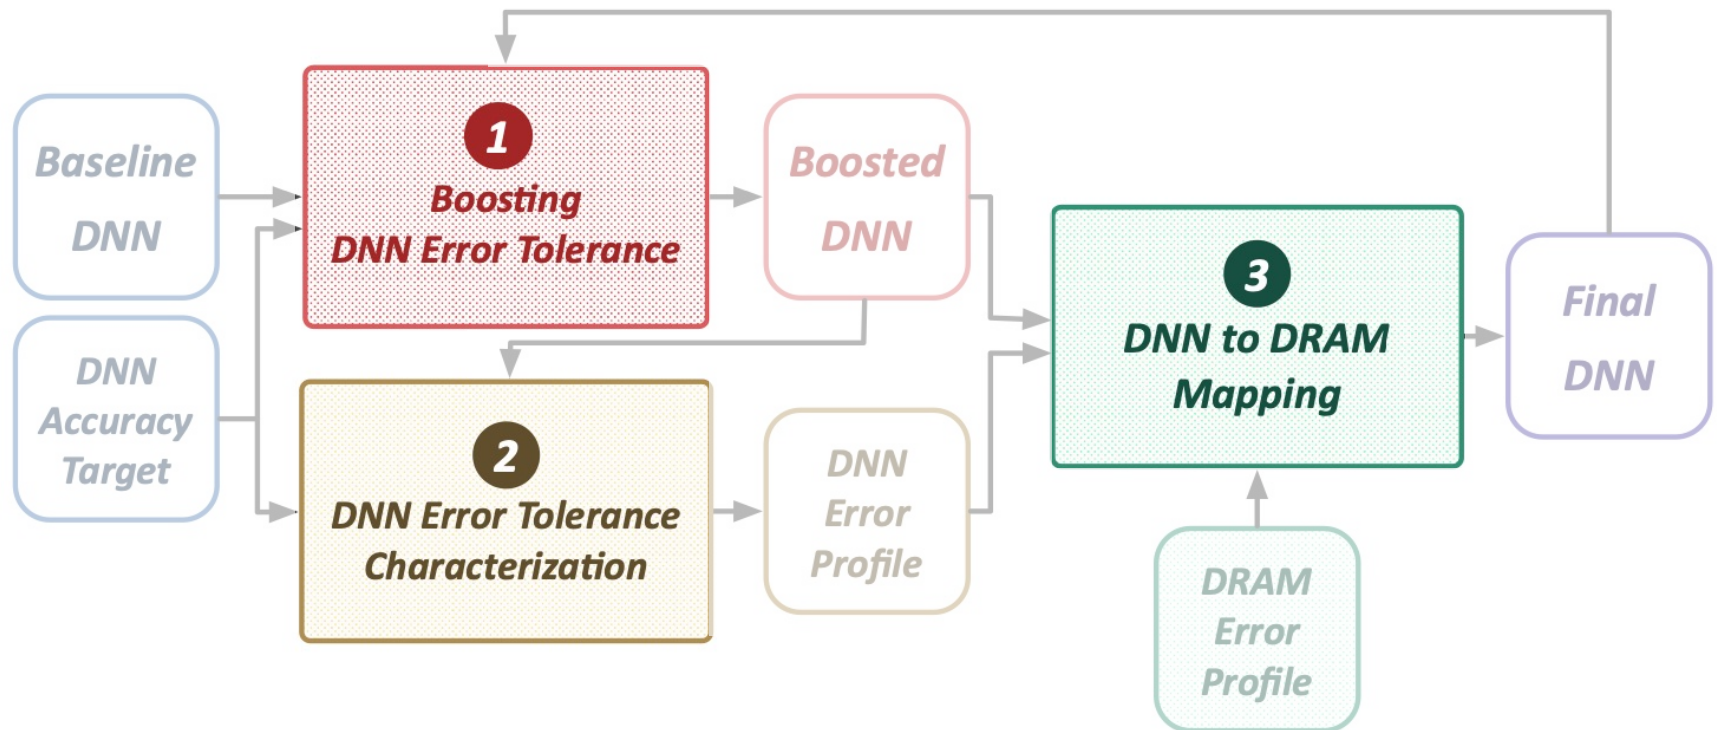 Baseline
DNN
DNN
Accuracy
Target
1
Boosting
DNN Error Tolerance
2
DNN Error Tolerance
Characterization
Boosted
DNN
DNN
Error
Profile
3
DNN to DRAM
Mapping
DRAM
Error
Profile
Final
DNN